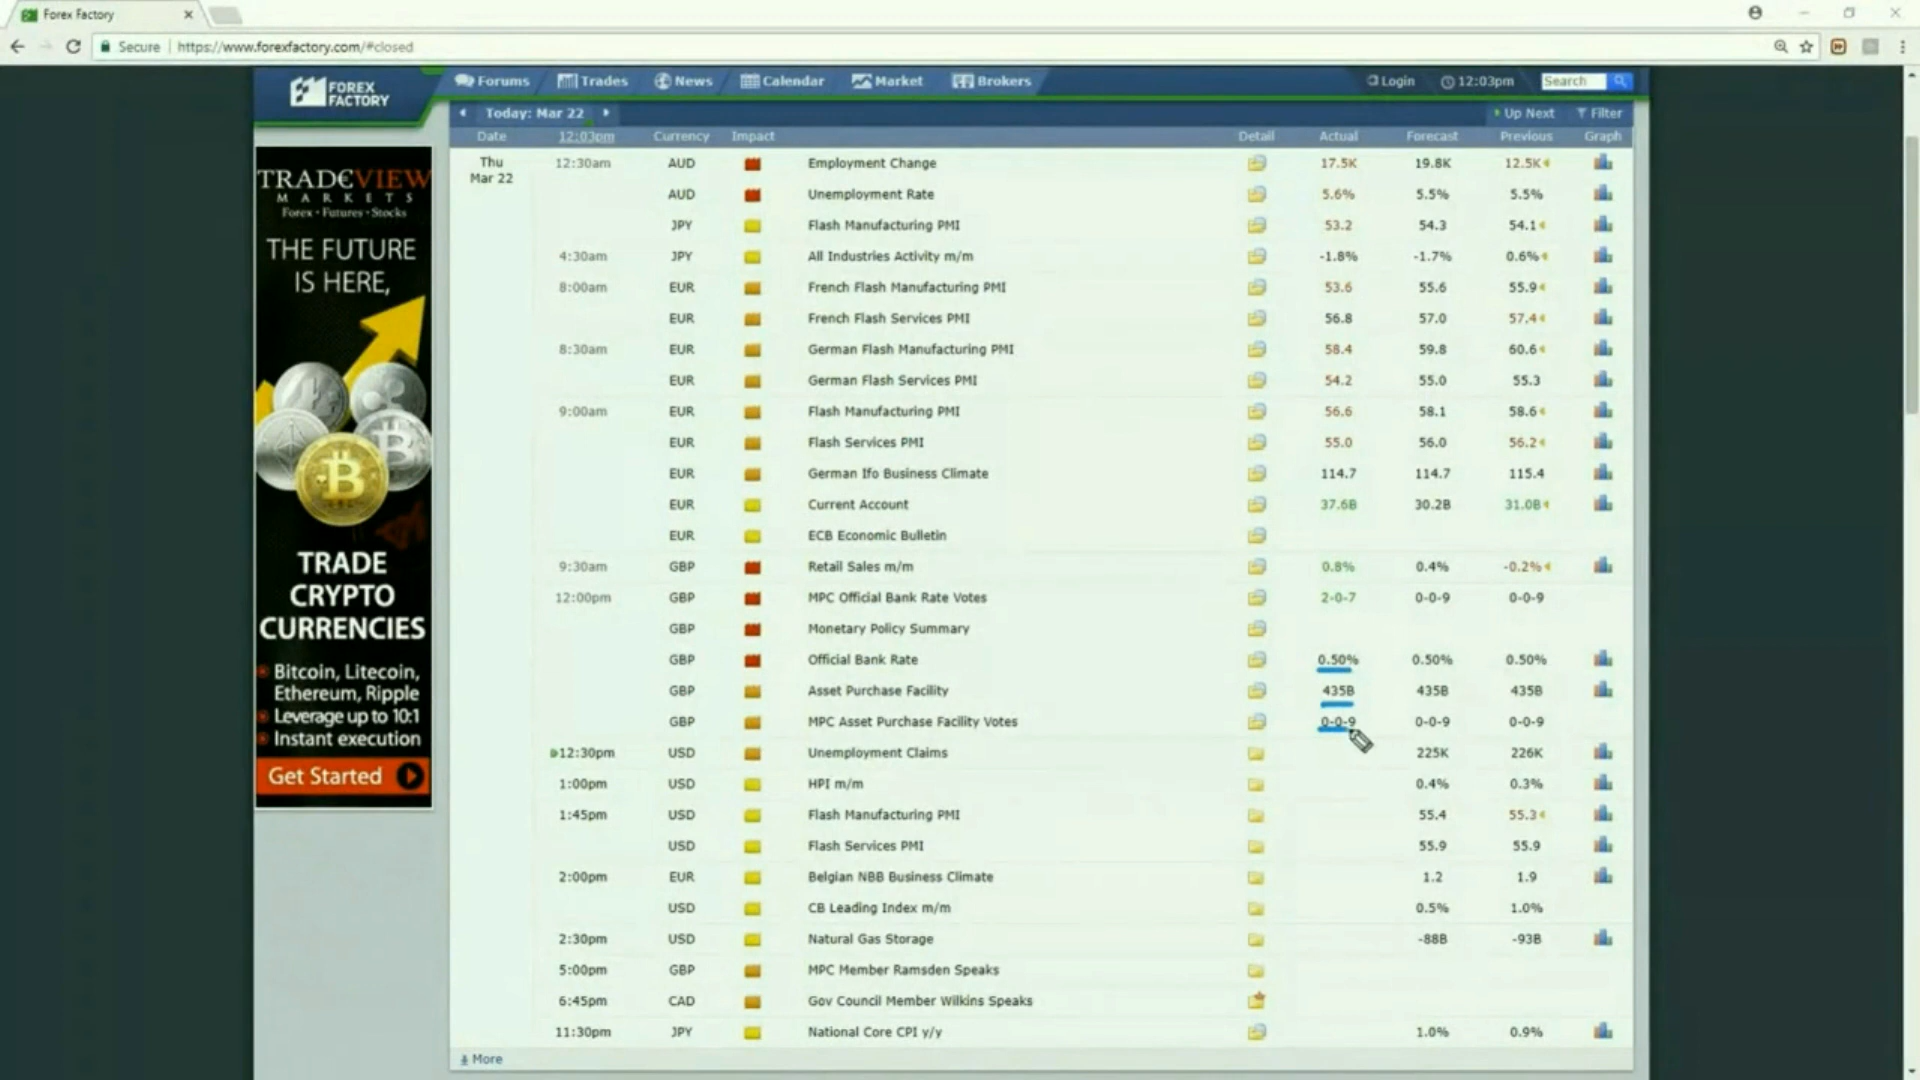 Forex Factory
Secure https://www.forexfactory.com/#closed
FOREX FACTORY
Forums Trades News Calendar Market Brokers Login 12:03pm Search
Today: Mar 22 Up Next Filter
Date 12:03pm Currency Impact Detail Actual Forecast Previous Graph
Thu Mar 22 12:30am AUD Employment Change 17.5K 19.8K 12.5K
AUD Unemployment Rate 5.6% 5.5% 5.5%
JPY Flash Manufacturing PMI 53.2 54.3 54.1
4:30am JPY All Industries Activity m/m -1.8% -1.7% 0.6%
8:00am EUR French Flash Manufacturing PMI 53.6 55.6 55.9
EUR French Flash Services PMI 56.8 57.0 57.4
8:30am EUR German Flash Manufacturing PMI 58.4 59.8 60.6
EUR German Flash Services PMI 54.2 55.0 55.3
9:00am EUR Flash Manufacturing PMI 56.6 58.1 58.6
EUR Flash Services PMI 55.0 56.0 56.2
EUR German Ifo Business Climate 114.7 114.7 115.4
EUR Current Account 37.6B 30.2B 31.0B
EUR ECB Economic Bulletin
9:30am GBP Retail Sales m/m 0.8% 0.4% -0.2%
12:00pm GBP MPC Official Bank Rate Votes 2-0-7 0-0-9 0-0-9
GBP Monetary Policy Summary
GBP Official Bank Rate 0.50% 0.50% 0.50%
GBP Asset Purchase Facility 435B 435B 435B
GBP MPC Asset Purchase Facility Votes 0-0-9 0-0-9 0-0-9
12:30pm USD Unemployment Claims 225K 226K
1:00pm USD HPI m/m 0.4% 0.3%
1:45pm USD Flash Manufacturing PMI 55.4 55.3
USD Flash Services PMI 55.9 55.9
2:00pm EUR Belgian NBB Business Climate 1.2 1.9
USD CB Leading Index m/m 0.5% 1.0%
2:30pm USD Natural Gas Storage -88B -93B
5:00pm GBP MPC Member Ramsden Speaks
6:45pm CAD Gov Council Member Wilkins Speaks
11:30pm JPY National Core CPI y/y 1.0% 0.9%
More
TRADEVIEW
MARKETS
Forex • Futures • Stocks
THE FUTURE
IS HERE,
TRADE
CRYPTO
CURRENCIES
Bitcoin, Litecoin,
Ethereum, Ripple
Leverage up to 10:1
Instant execution
Get Started